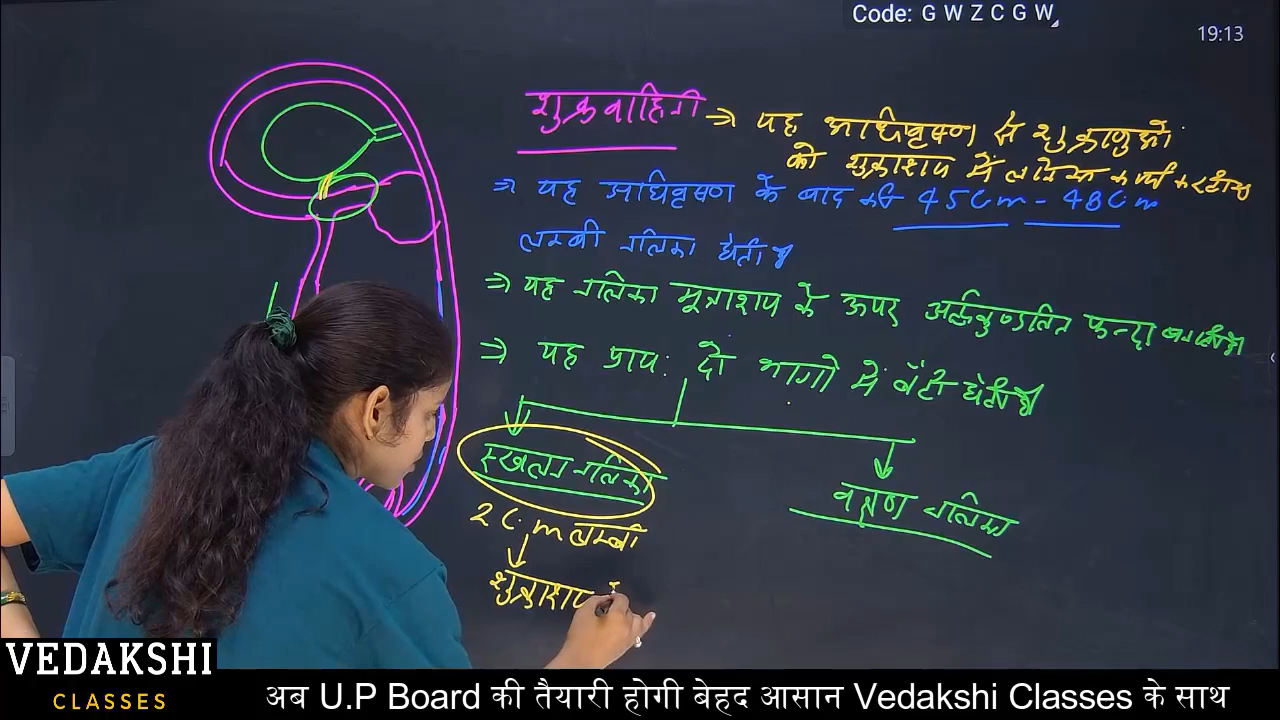 Code: G W Z C G W
19:13
शुक्रवाहिनी ⇒ यह अधिवृषण से शुक्राणुओं
को शुक्राशय में लाने का कार्य करती है
⇒ यह अधिवृषण के बाद की 45Cm - 48Cm
लम्बी नलिका होती है
⇒ यह नलिका मूत्राशय के ऊपर अर्द्धकुण्डलित फन्दा बनाती है
⇒ यह प्रायः दो भागों में बँटी होती है
स्खलन नलिका
वक्षण नलिका
2 C.m लम्बी
शुक्राशय
VEDAKSHI
CLASSES
अब U.P Board की तैयारी होगी बेहद आसान Vedakshi Classes के साथ